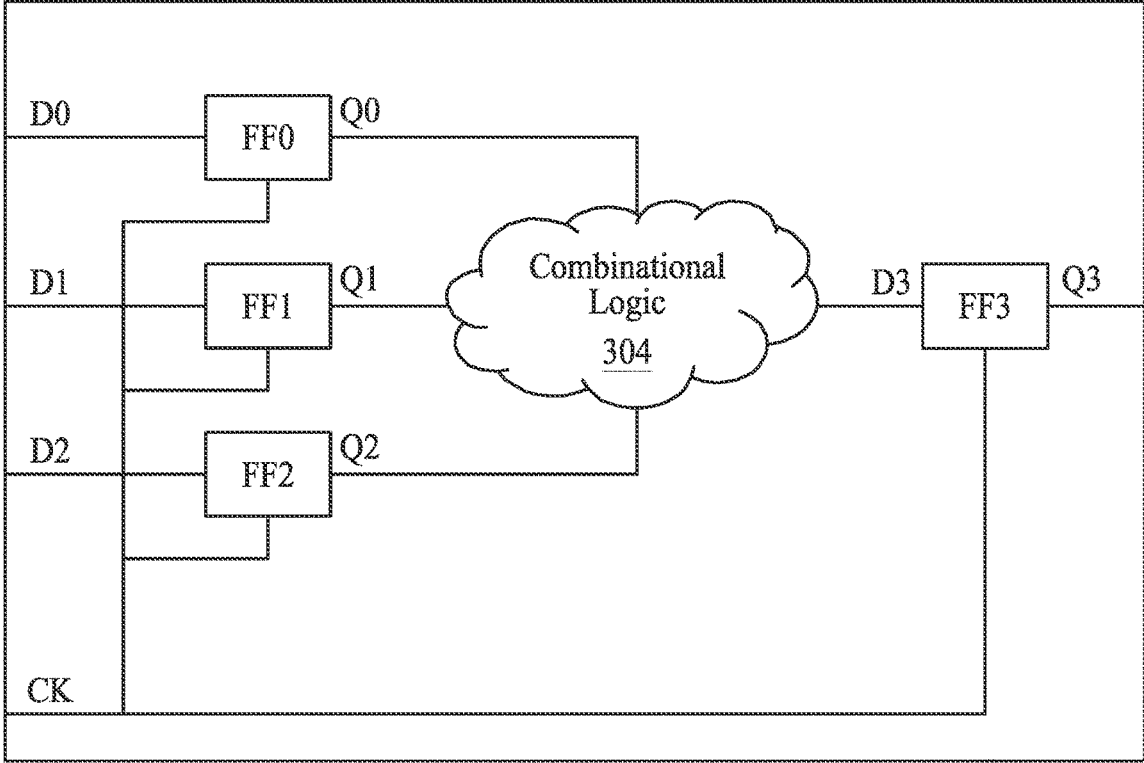 D0
FF0
Q0
D1
FF1
Q1
Combinational
Logic
304
D3
FF3
Q3
D2
FF2
Q2
CK